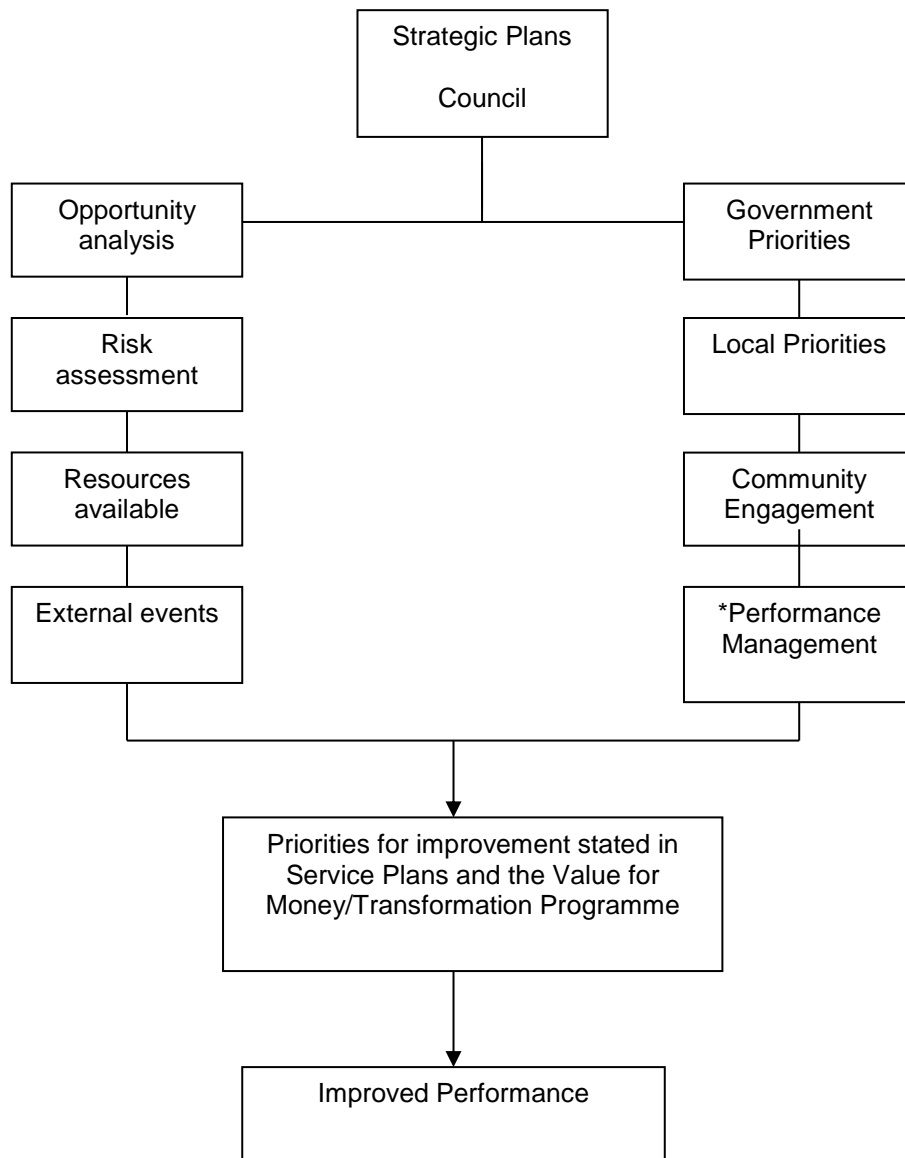 Strategic Plans
Council
Opportunity
analysis
Government
Priorities
Risk
assessment
Local Priorities
Resources
available
Community
Engagement
External events
*Performance
Management
Priorities for improvement stated in
Service Plans and the Value for
Money/Transformation Programme
Improved Performance